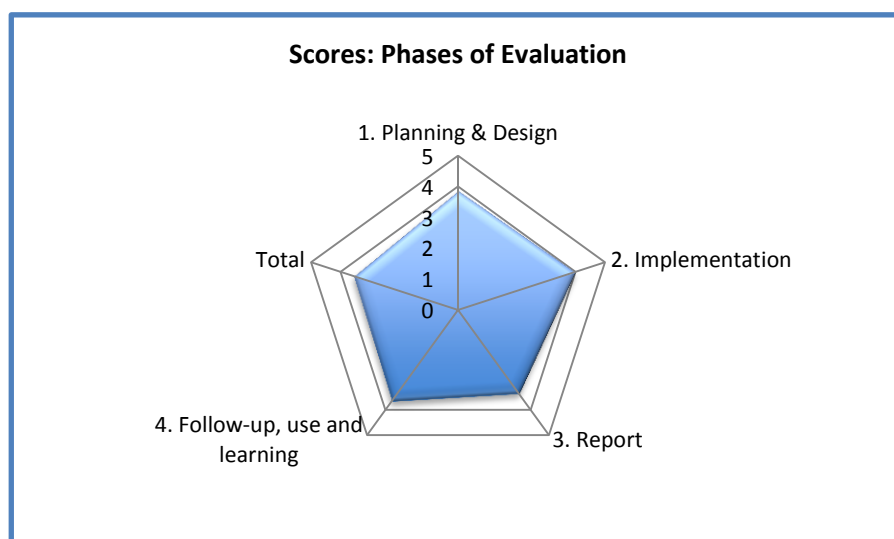 Scores: Phases of Evaluation
1. Planning & Design
5
4
3
2
1
0
Total
2. Implementation
4. Follow-up, use and
learning
3. Report